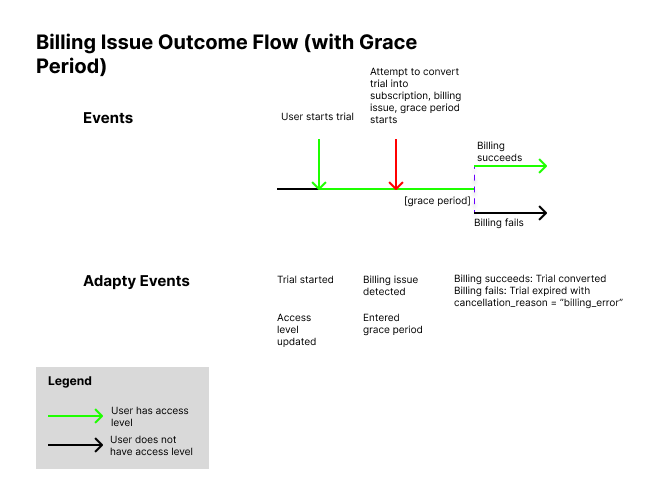 Billing Issue Outcome Flow (with Grace
Period)
Attempt to convert
trial into
subscription, billing
issue, grace period
starts
Events
User starts trial
Billing
succeeds
[grace period]
Billing fails
Adapty Events
Trial started
Billing issue
detected
Billing succeeds: Trial converted
Billing fails: Trial expired with
cancellation_reason = “billing_error”
Access
level
updated
Entered
grace period
Legend
User has access
level
User does not
have access level